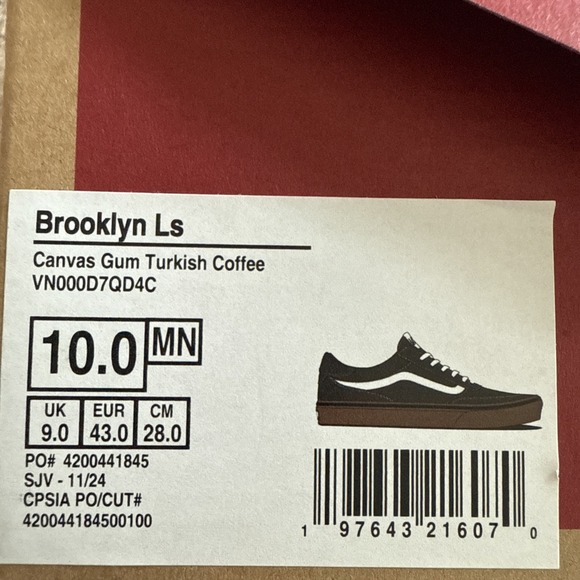 Brooklyn Ls
Canvas Gum Turkish Coffee
VN000D7QD4C
10.0 MN
UK EUR CM
9.0 43.0 28.0
PO# 4200441845
SJV - 11/24
CPSIA PO/CUT#
420044184500100
1 97643 21607 0